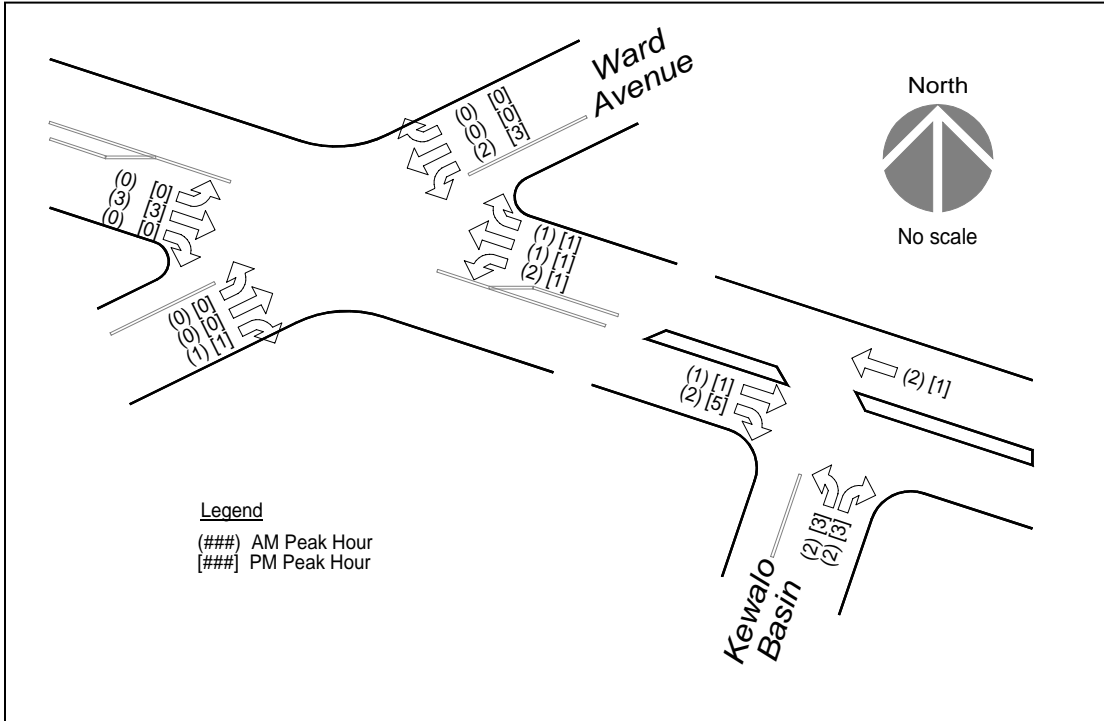 Ward
Avenue
North
No scale
(0) [0]
(0) [0]
(2) [3]
(0) [0]
(3) [3]
(0) [0]
(1) [1]
(1) [1]
(2) [1]
(0) [0]
(0) [0]
(1) [1]
(1) [1]
(2) [5]
(2) [1]
(2) [3]
(2) [3]
Kewalo
Basin
Legend
(###) AM Peak Hour
[###] PM Peak Hour